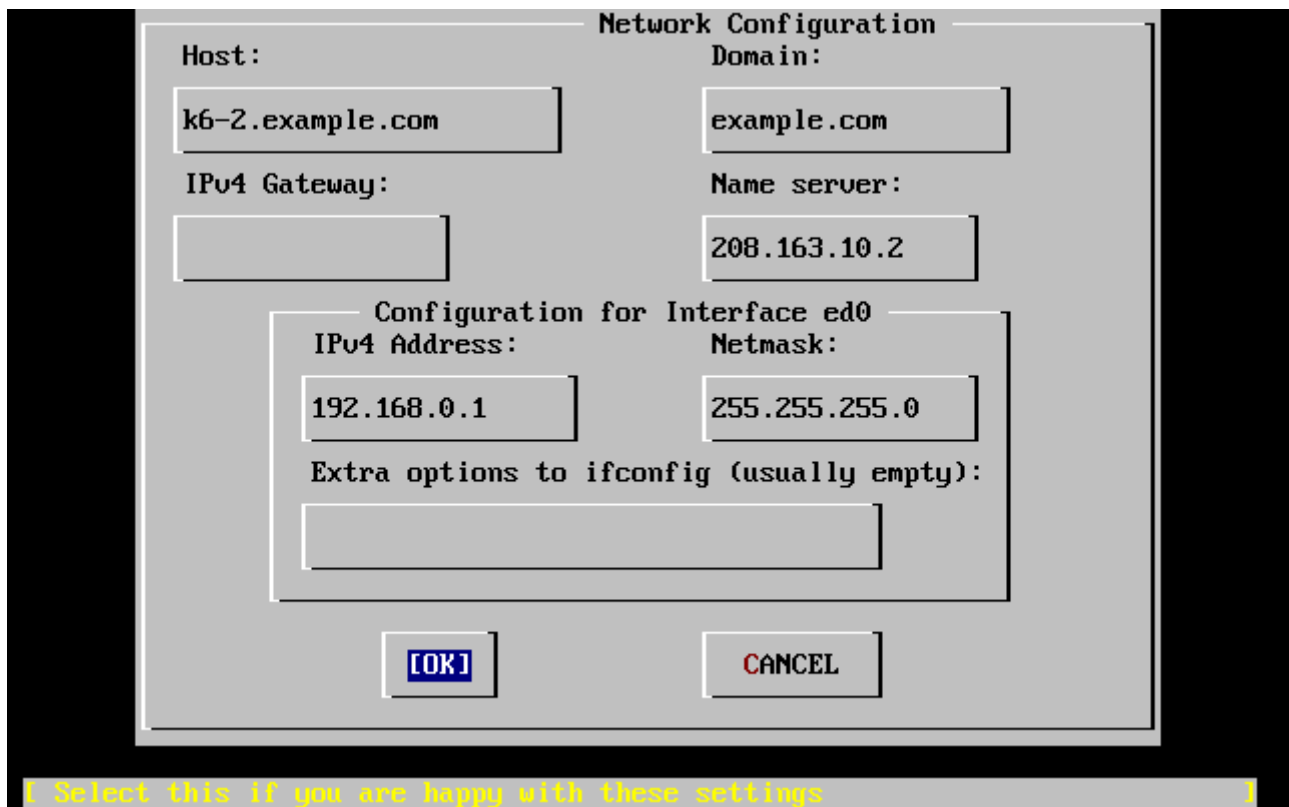 Network Configuration
Host: Domain:
k6-2.example.com example.com
IPv4 Gateway: Name server:
208.163.10.2
Configuration for Interface ed0
IPv4 Address: Netmask:
192.168.0.1 255.255.255.0
Extra options to ifconfig (usually empty):
[OK] CANCEL
[ Select this if you are happy with these settings ]